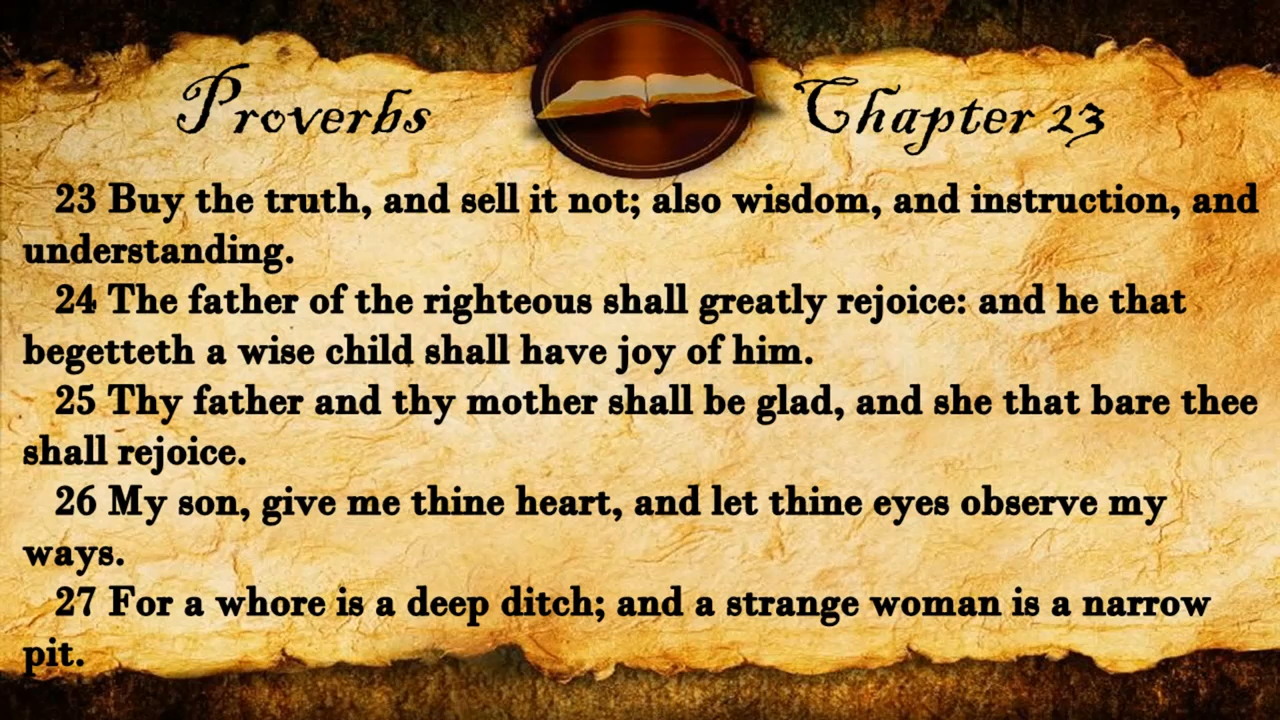 Proverbs Chapter 23
23 Buy the truth, and sell it not; also wisdom, and instruction, and
understanding.
24 The father of the righteous shall greatly rejoice: and he that
begetteth a wise child shall have joy of him.
25 Thy father and thy mother shall be glad, and she that bare thee
shall rejoice.
26 My son, give me thine heart, and let thine eyes observe my
ways.
27 For a whore is a deep ditch; and a strange woman is a narrow
pit.